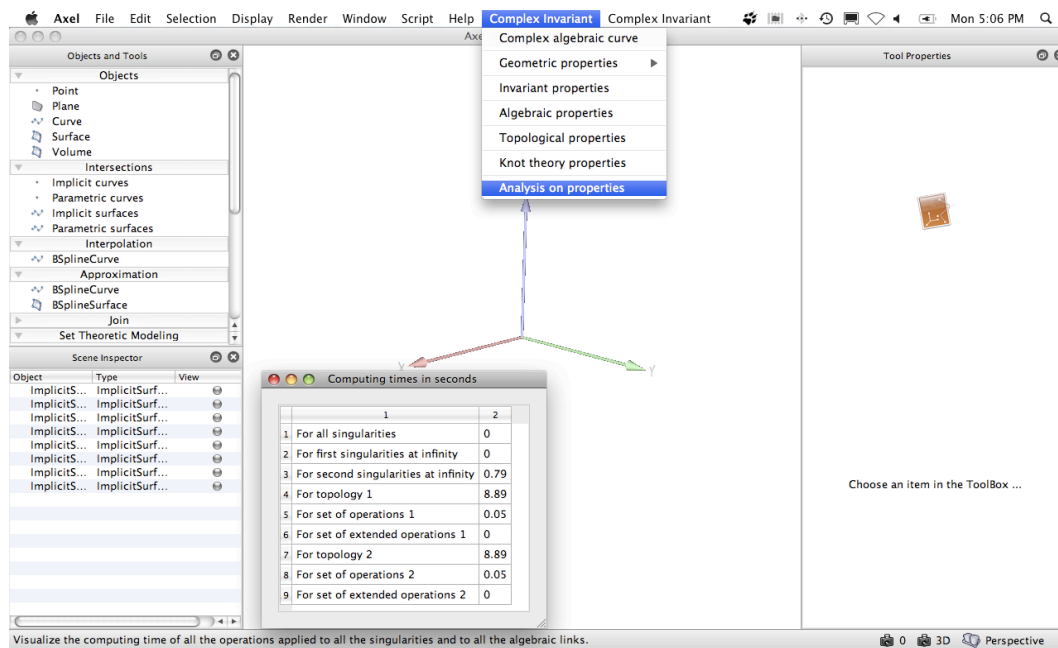 Axel File Edit Selection Display Render Window Script Help Complex Invariant Complex Invariant Mon 5:06 PM
Axe
Complex algebraic curve
Geometric properties
Invariant properties
Algebraic properties
Topological properties
Knot theory properties
Analysis on properties
Objects and Tools
Objects
Point
Plane
Curve
Surface
Volume
Intersections
Implicit curves
Parametric curves
Implicit surfaces
Parametric surfaces
Interpolation
BSplineCurve
Approximation
BSplineCurve
BSplineSurface
Join
Set Theoretic Modeling
Scene Inspector
Object Type View
ImplicitS... ImplicitSurf...
ImplicitS... ImplicitSurf...
ImplicitS... ImplicitSurf...
ImplicitS... ImplicitSurf...
ImplicitS... ImplicitSurf...
ImplicitS... ImplicitSurf...
ImplicitS... ImplicitSurf...
ImplicitS... ImplicitSurf...
X
Y
Computing times in seconds
1 2
1 For all singularities 0
2 For first singularities at infinity 0
3 For second singularities at infinity 0.79
4 For topology 1 8.89
5 For set of operations 1 0.05
6 For set of extended operations 1 0
7 For topology 2 8.89
8 For set of operations 2 0.05
9 For set of extended operations 2 0
Tool Properties
Choose an item in the ToolBox ...
Visualize the computing time of all the operations applied to all the singularities and to all the algebraic links.
0 3D Perspective